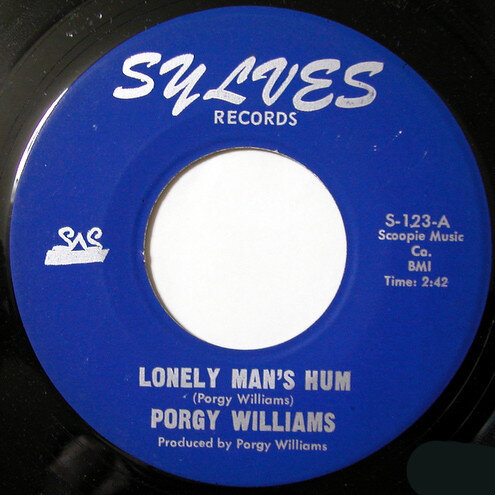 SYLVES
RECORDS
S-123-A
Scoopie Music
Co.
BMI
Time: 2:42
LONELY MAN'S HUM
(Porgy Williams)
PORGY WILLIAMS
Produced by Porgy Williams